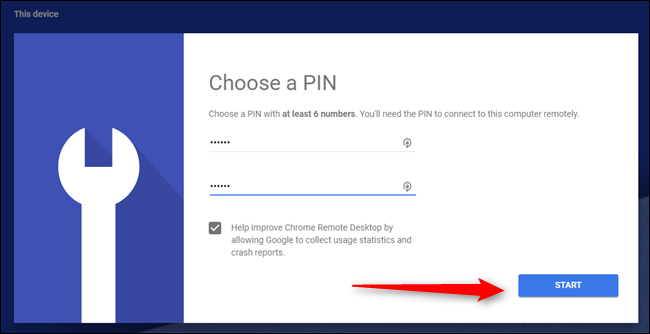 This device
Choose a PIN
Choose a PIN with at least 6 numbers. You'll need the PIN to connect to this computer remotely.
••••••
••••••
Help improve Chrome Remote Desktop by
allowing Google to collect usage statistics and
crash reports.
START